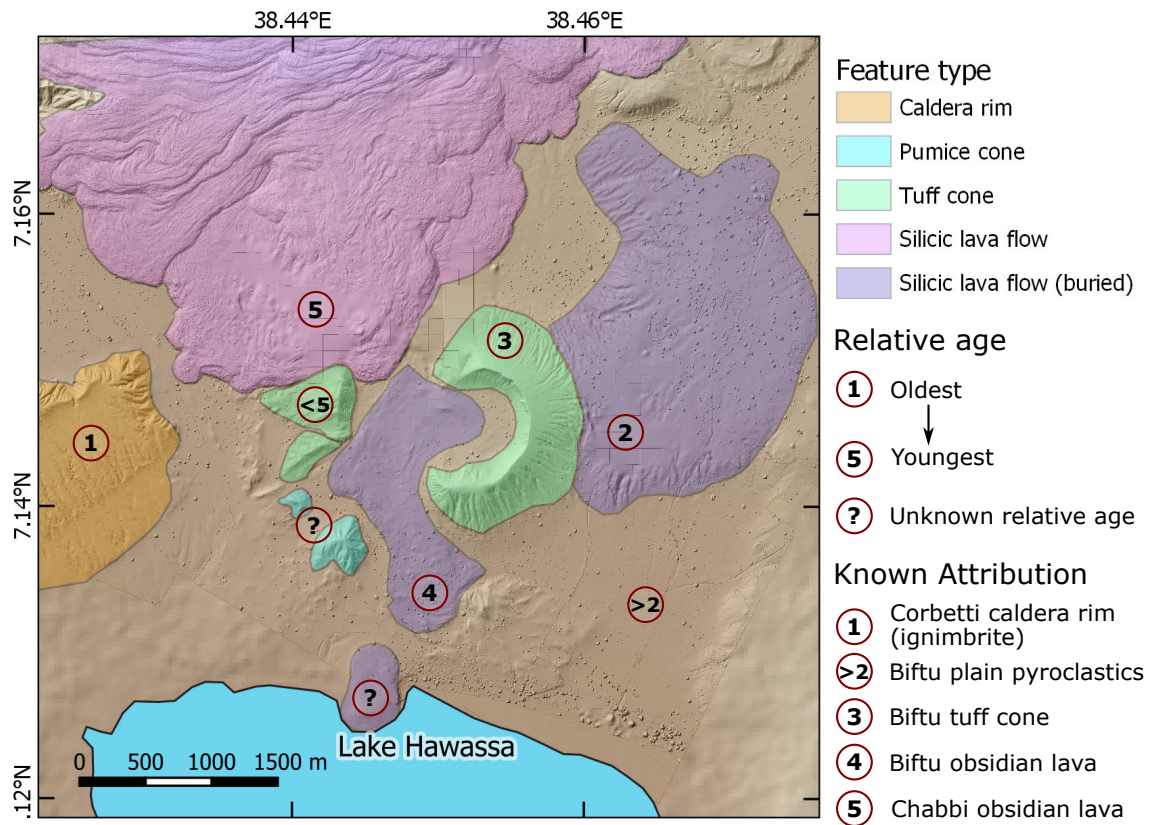 38.44°E
38.46°E
7.16°N
7.14°N
.12°N
5
3
<5
1
2
?
4
>2
?
Lake Hawassa
0 500 1000 1500 m
Feature type
Caldera rim
Pumice cone
Tuff cone
Silicic lava flow
Silicic lava flow (buried)
Relative age
1 Oldest
5 Youngest
? Unknown relative age
Known Attribution
1 Corbetti caldera rim
(ignimbrite)
>2 Biftu plain pyroclastics
3 Biftu tuff cone
4 Biftu obsidian lava
5 Chabbi obsidian lava